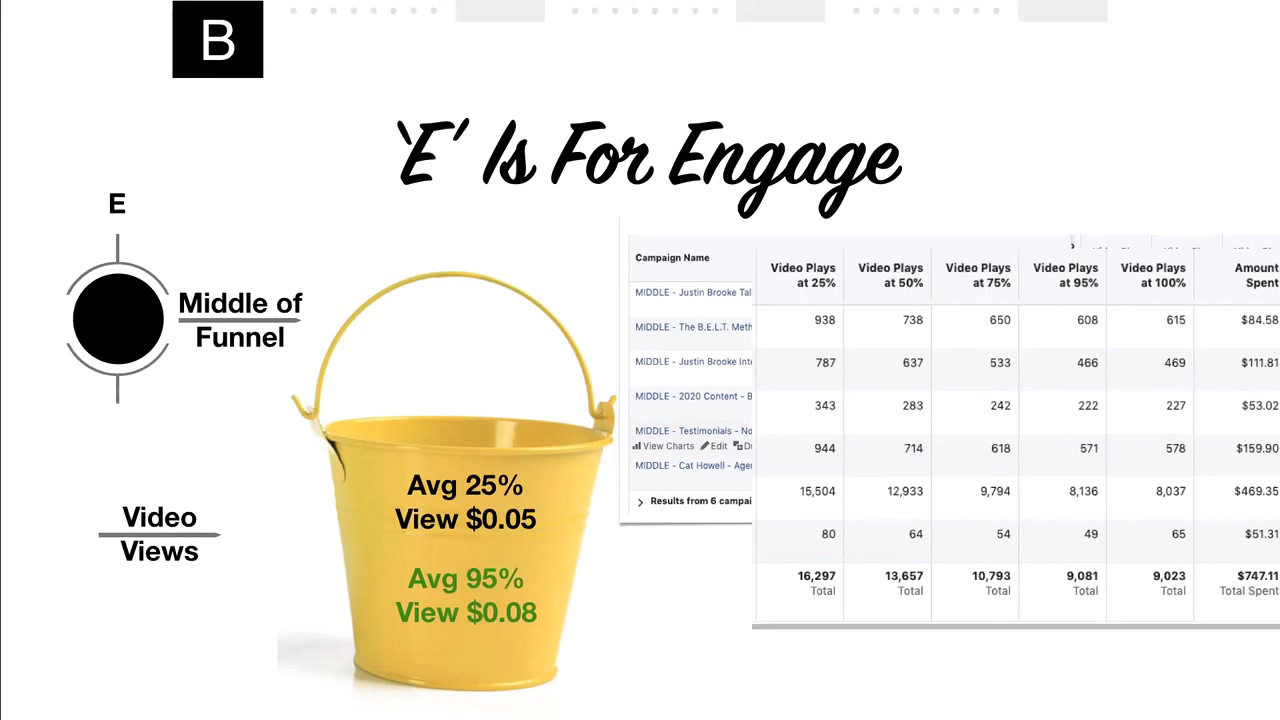 B
‘E’ Is For Engage
E
Middle of
Funnel
Video
Views
Avg 25%
View $0.05
Avg 95%
View $0.08
Campaign Name
MIDDLE - Justin Brooke Tal
MIDDLE - The B.E.L.T. Meth
MIDDLE - Justin Brooke Int
MIDDLE - 2020 Content - B
MIDDLE - Testimonials - No
View Charts Edit
MIDDLE - Cat Howell - Age
Results from 6 campai
Video Plays at 25% Video Plays at 50% Video Plays at 75% Video Plays at 95% Video Plays at 100% Amount Spent
938 738 650 608 615 $84.58
787 637 533 466 469 $111.81
343 283 242 222 227 $53.02
944 714 618 571 578 $159.90
15,504 12,933 9,794 8,136 8,037 $469.35
80 64 54 49 65 $51.31
16,297 13,657 10,793 9,081 9,023 $747.11
Total Total Total Total Total Total Spent